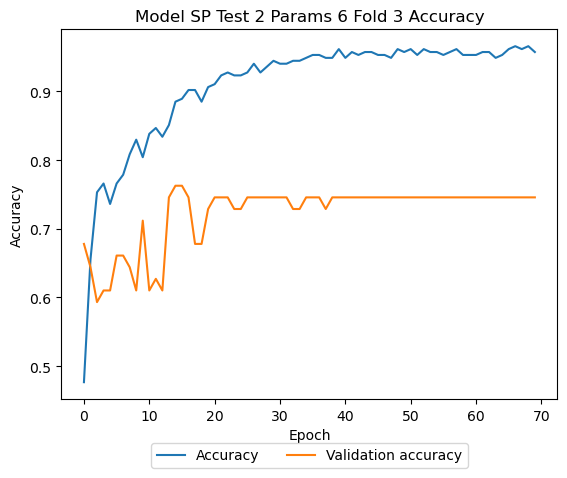 Model SP Test 2 Params 6 Fold 3 Accuracy
Accuracy
0.9
0.8
0.7
0.6
0.5
0 10 20 30 40 50 60 70
Epoch
Accuracy Validation accuracy